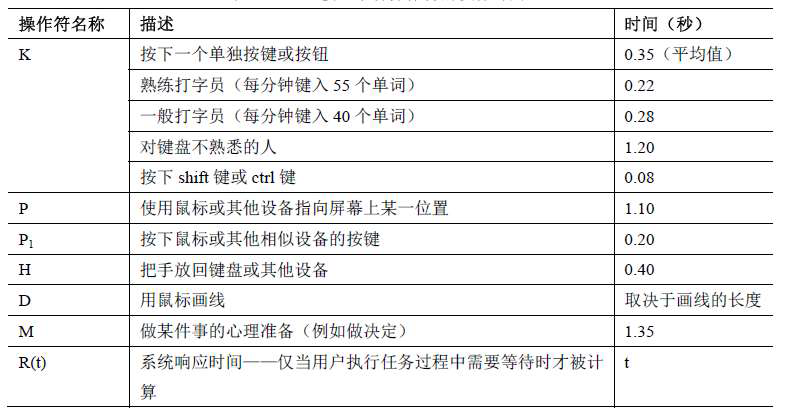 操作符名称 描述 时间（秒）
K 按下一个单独按键或按钮 0.35（平均值）
熟练打字员（每分钟键入 55 个单词） 0.22
一般打字员（每分钟键入 40 个单词） 0.28
对键盘不熟悉的人 1.20
按下 shift 键或 ctrl 键 0.08
P 使用鼠标或其他设备指向屏幕上某一位置 1.10
P1 按下鼠标或其他相似设备的按键 0.20
H 把手放回键盘或其他设备 0.40
D 用鼠标画线 取决于画线的长度
M 做某件事的心理准备（例如做决定） 1.35
R(t) 系统响应时间——仅当用户执行任务过程中需要等待时才被计 t
算